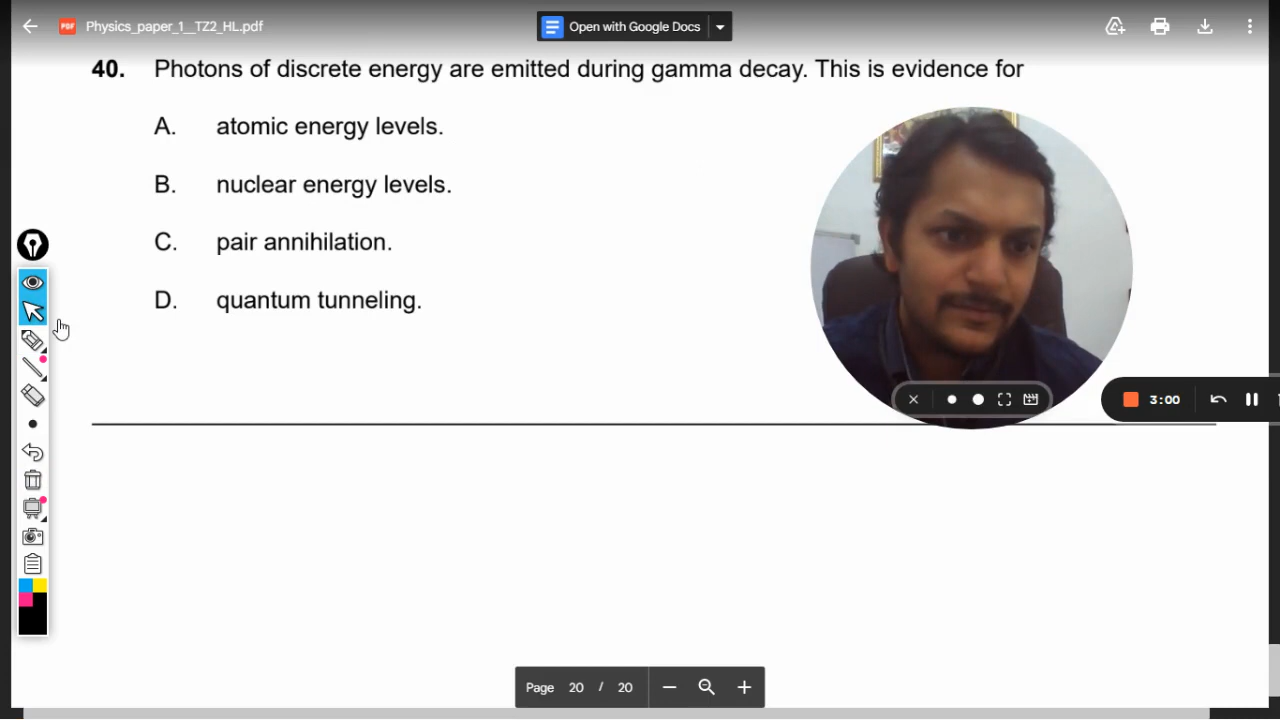 Physics_paper_1__TZ2_HL.pdf
Open with Google Docs
40. Photons of discrete energy are emitted during gamma decay. This is evidence for
A. atomic energy levels.
B. nuclear energy levels.
C. pair annihilation.
D. quantum tunneling.
3:00
Page 20 / 20